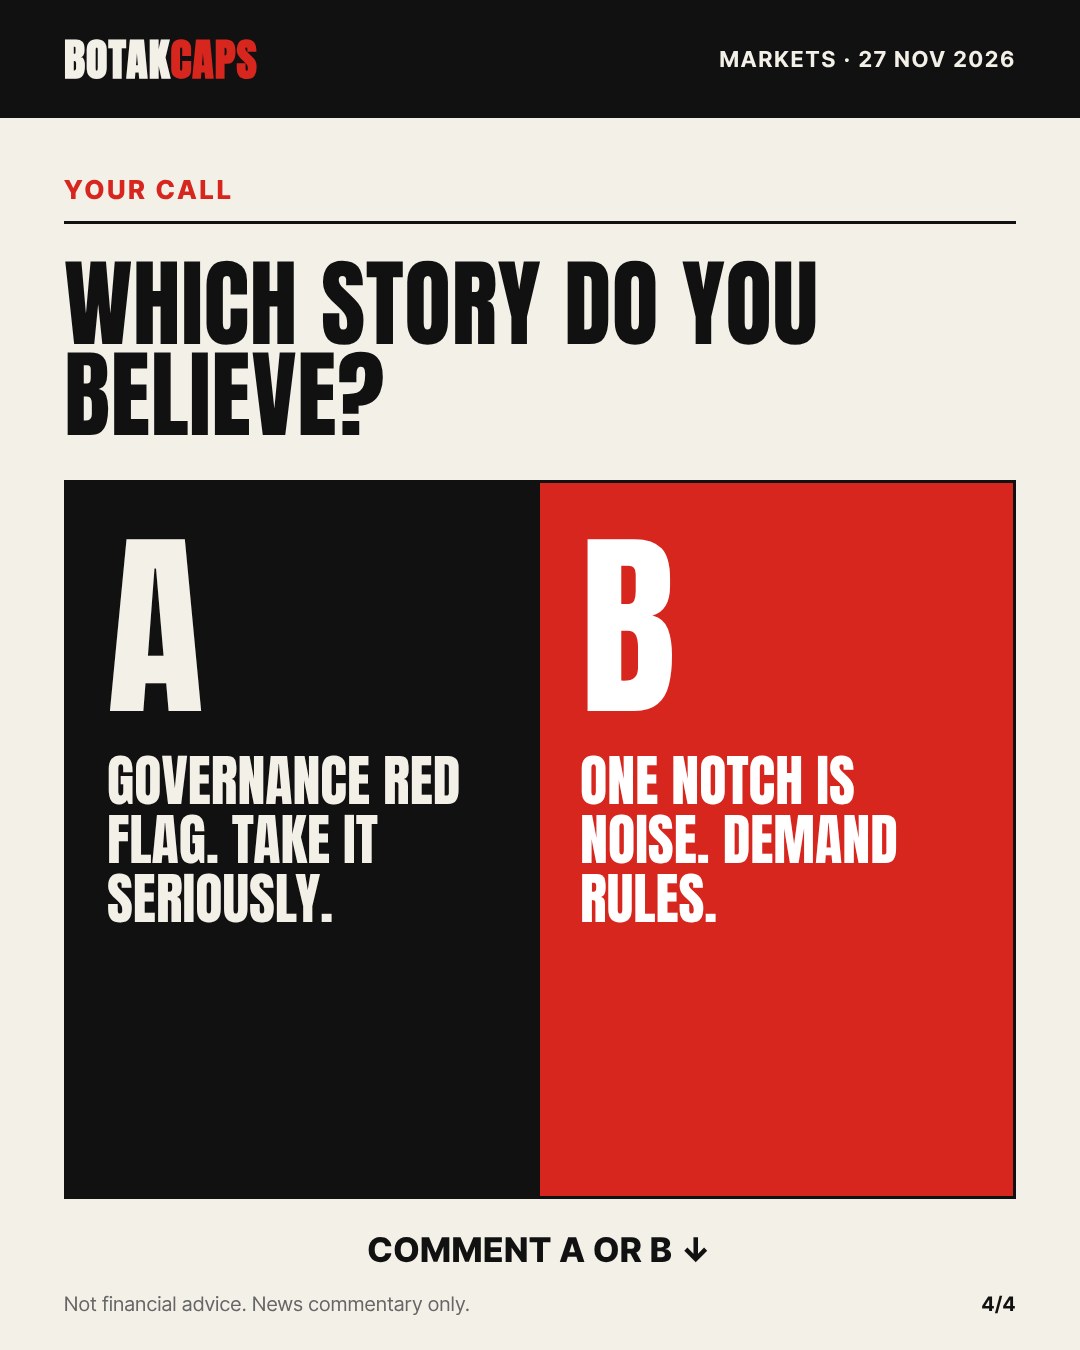 BOTAKCAPS
MARKETS · 27 NOV 2026
YOUR CALL
WHICH STORY DO YOU
BELIEVE?
A
GOVERNANCE RED
FLAG. TAKE IT
SERIOUSLY.
B
ONE NOTCH IS
NOISE. DEMAND
RULES.
COMMENT A OR B ↓
Not financial advice. News commentary only.
4/4